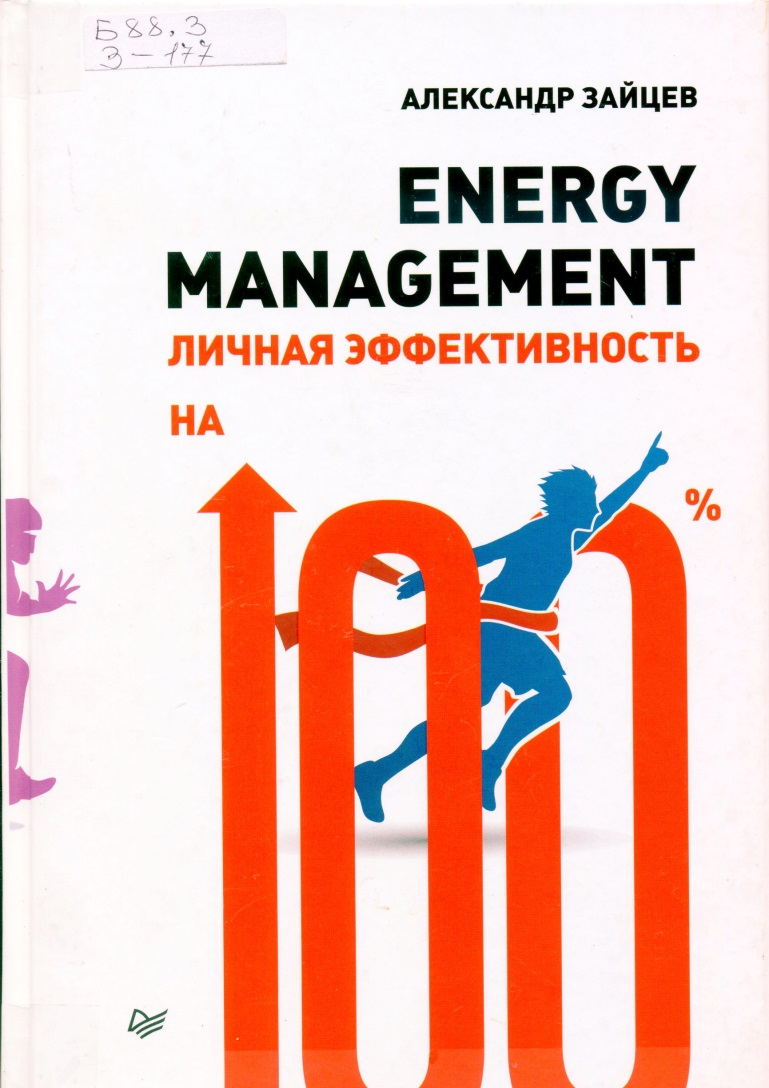 Б88.3
З-177
АЛЕКСАНДР ЗАЙЦЕВ
ENERGY
MANAGEMENT
ЛИЧНАЯ ЭФФЕКТИВНОСТЬ
НА
100%